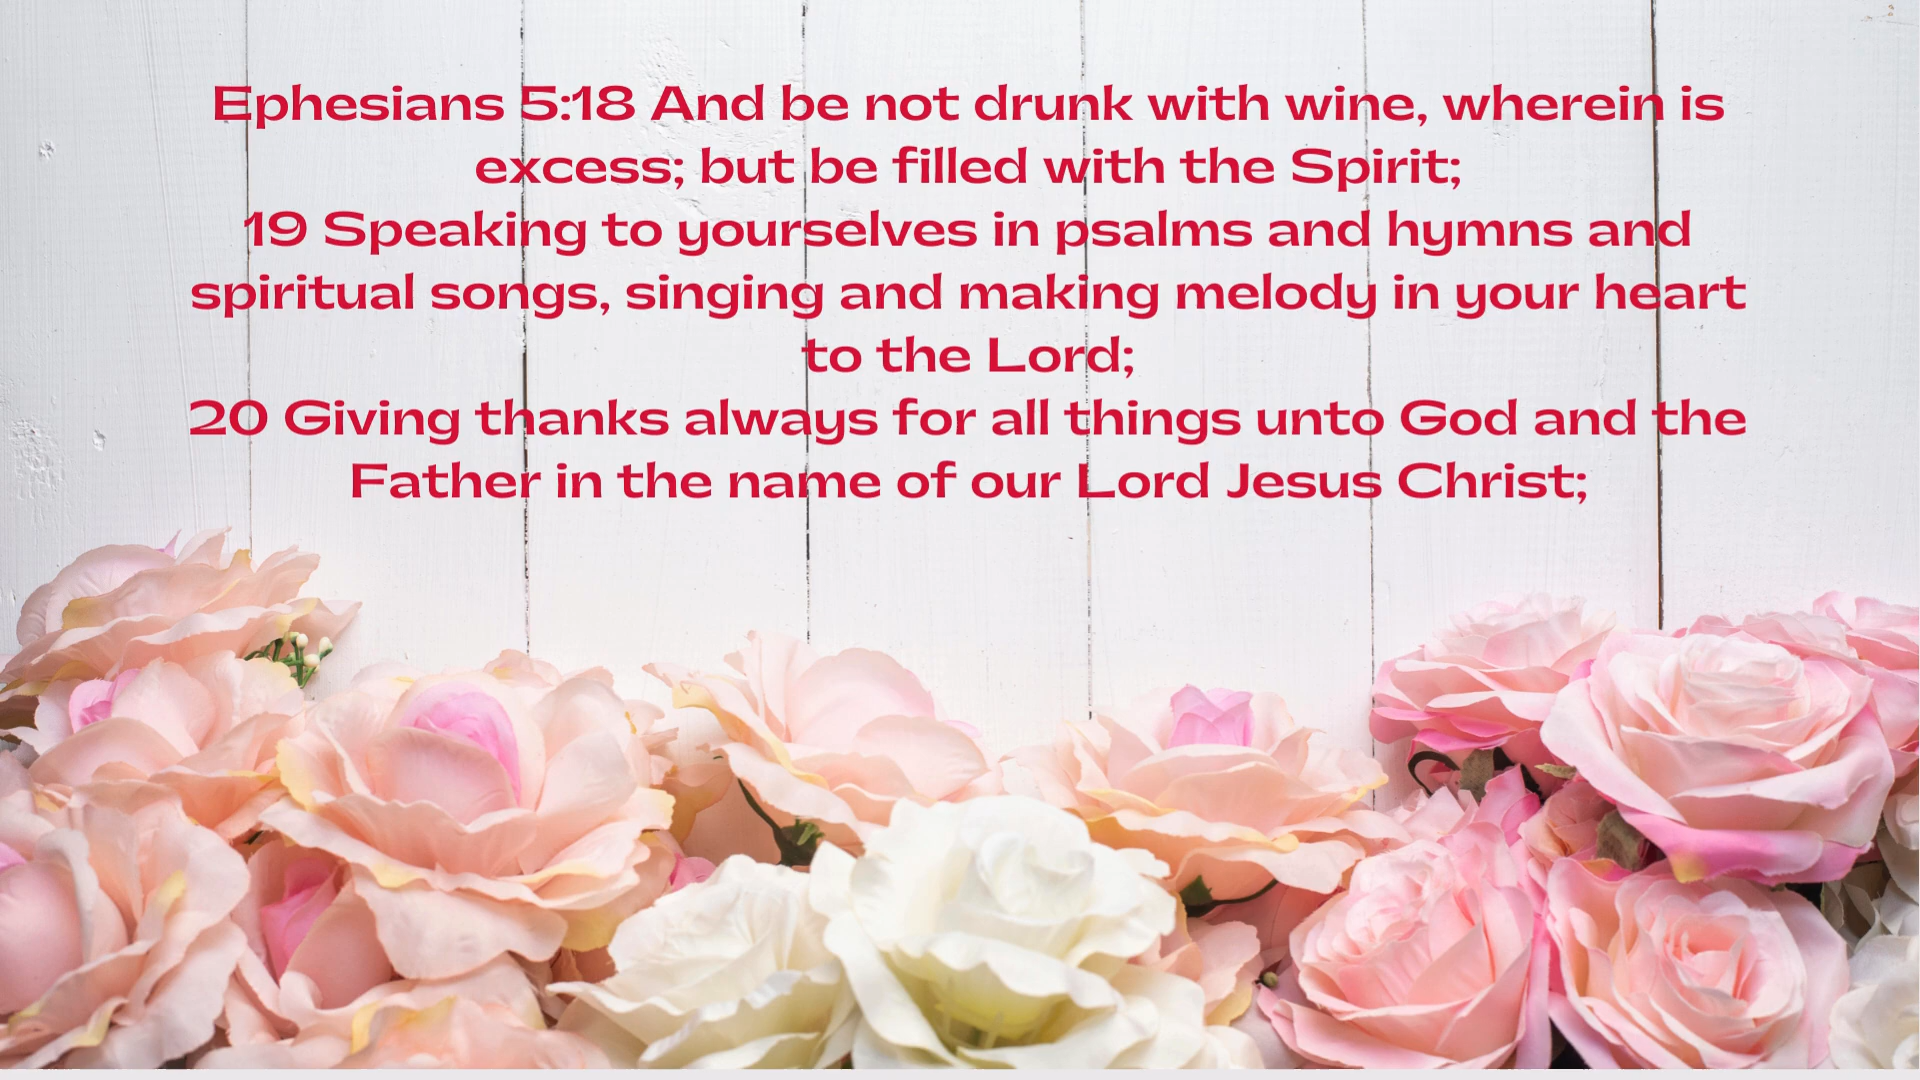 Ephesians 5:18 And be not drunk with wine, wherein is
excess; but be filled with the Spirit;
19 Speaking to yourselves in psalms and hymns and
spiritual songs, singing and making melody in your heart
to the Lord;
20 Giving thanks always for all things unto God and the
Father in the name of our Lord Jesus Christ;